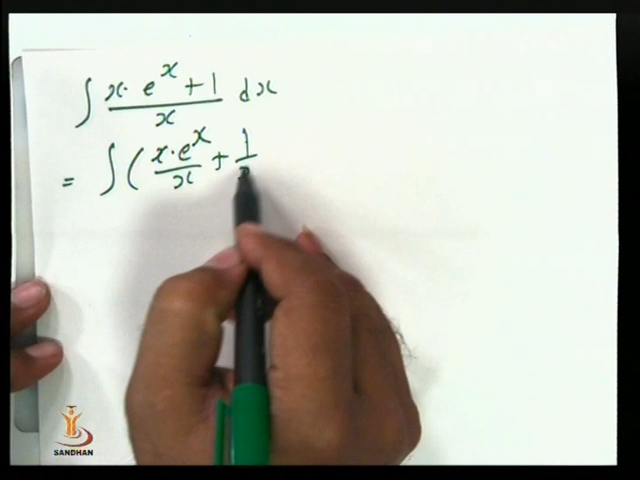 ∫ x· e^x + 1 / x dx
= ∫ ( x·e^x / x + 1 /
SANDHAN